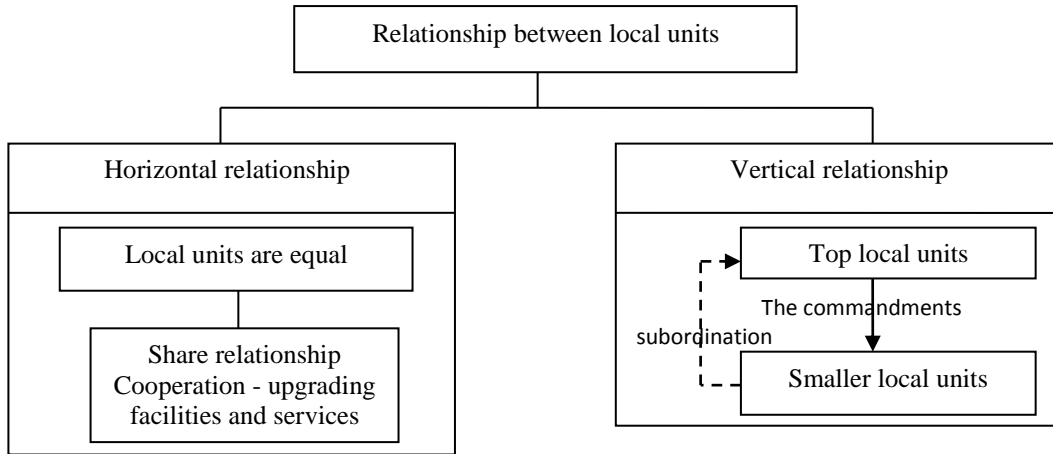 Relationship between local units
Horizontal relationship
Local units are equal
Share relationship
Cooperation - upgrading
facilities and services
Vertical relationship
Top local units
The commandments
subordination
Smaller local units